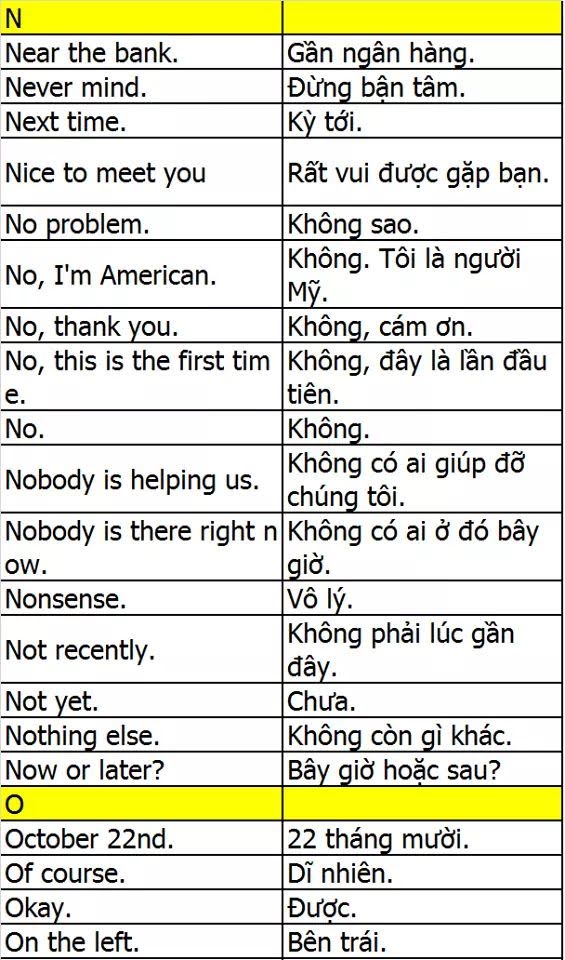 N
Near the bank. Gần ngân hàng.
Never mind. Đừng bận tâm.
Next time. Kỳ tới.
Nice to meet you Rất vui được gặp bạn.
No problem. Không sao.
No, I'm American. Không. Tôi là người
Mỹ.
No, thank you. Không, cám ơn.
No, this is the first tim Không, đây là lần đầu
e. tiên.
No. Không.
Nobody is helping us. Không có ai giúp đỡ
chúng tôi.
Nobody is there right n Không có ai ở đó bây
ow. giờ.
Nonsense. Vô lý.
Not recently. Không phải lúc gần
đây.
Not yet. Chưa.
Nothing else. Không còn gì khác.
Now or later? Bây giờ hoặc sau?
O
October 22nd. 22 tháng mười.
Of course. Dĩ nhiên.
Okay. Được.
On the left. Bên trái.